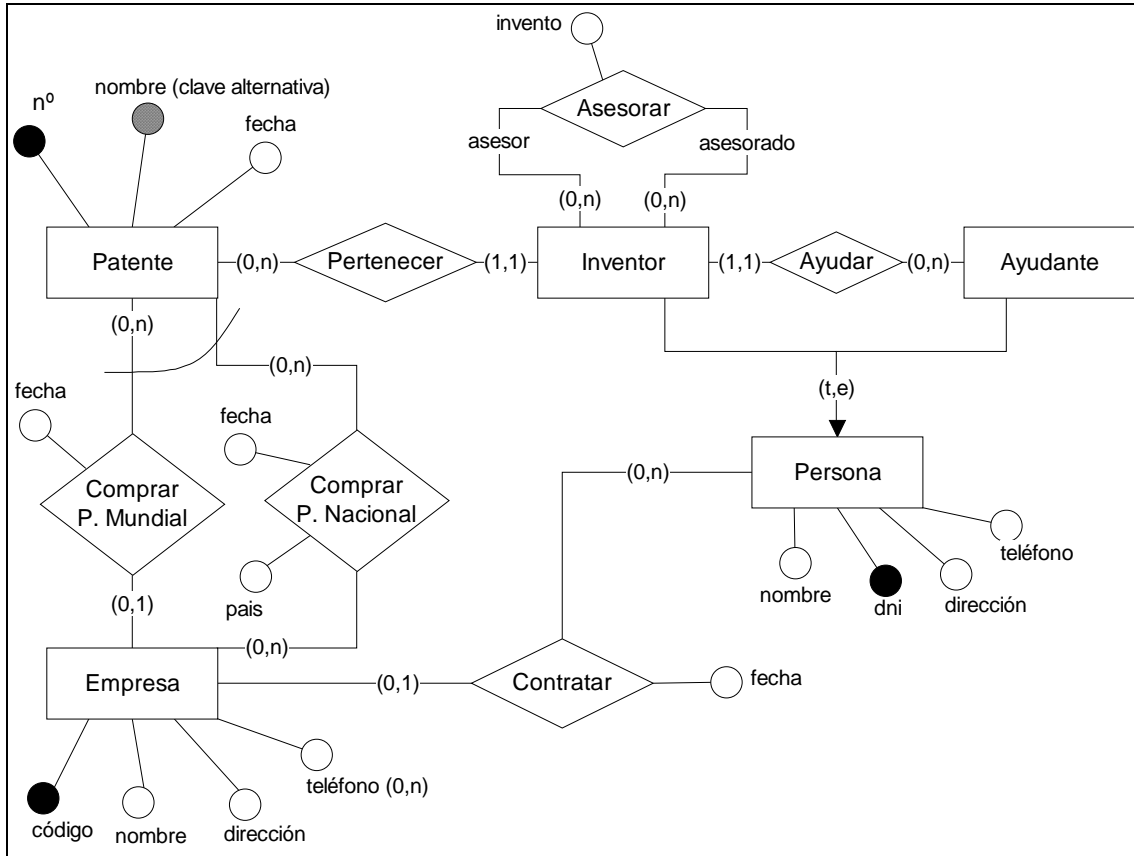 invento
nº
nombre (clave alternativa)
fecha
Asesorar
asesor
asesorado
(0,n)
(0,n)
Patente
(0,n)
Pertenecer
(1,1)
Inventor
(1,1)
Ayudar
(0,n)
Ayudante
(0,n)
(0,n)
(t,e)
fecha
fecha
Comprar
P. Mundial
Comprar
P. Nacional
(0,n)
Persona
teléfono
nombre
dni
dirección
pais
(0,1)
(0,n)
Empresa
(0,1)
Contratar
fecha
teléfono (0,n)
código
nombre
dirección